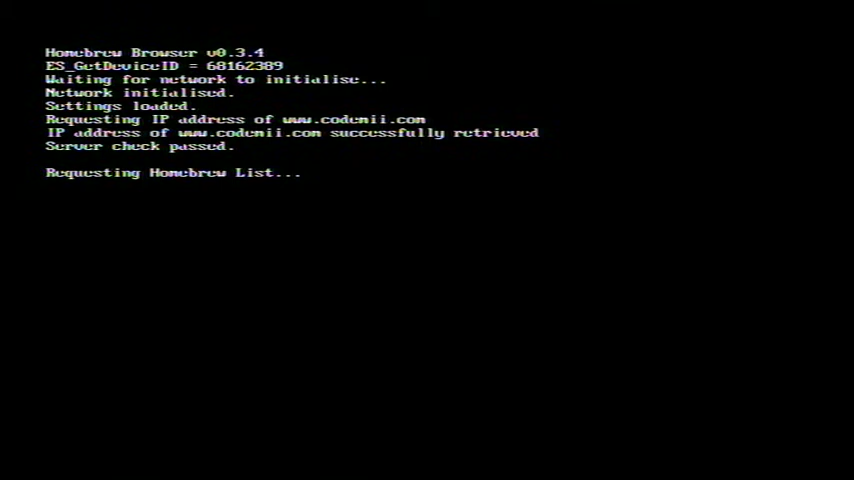 Homebrew Browser v0.3.4
ES_GetDeviceID = 68162389
Waiting for network to initialise...
Network initialised.
Settings loaded.
Requesting IP address of www.codemii.com
IP address of www.codemii.com successfully retrieved
Server check passed.
Requesting Homebrew List...